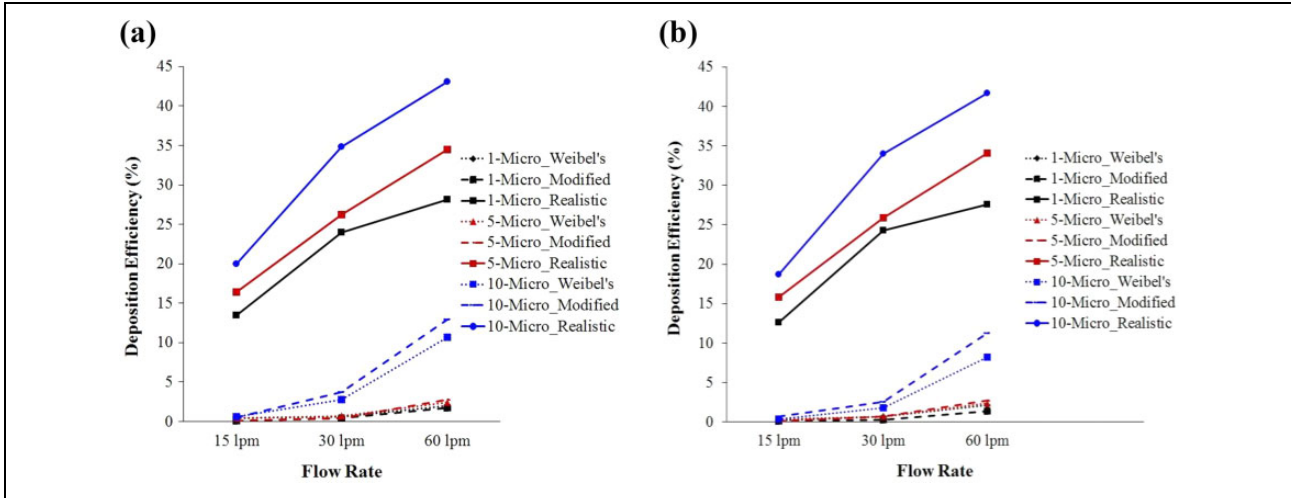 (a)
Deposition Efficiency (%)
45
40
35
30
25
20
15
10
5
0
15 lpm
30 lpm
60 lpm
Flow Rate
1-Micro_Weibel's
1-Micro_Modified
1-Micro_Realistic
5-Micro_Weibel's
5-Micro_Modified
5-Micro_Realistic
10-Micro_Weibel's
10-Micro_Modified
10-Micro_Realistic
(b)
Deposition Efficiency (%)
45
40
35
30
25
20
15
10
5
0
15 lpm
30 lpm
60 lpm
Flow Rate
1-Micro_Weibel's
1-Micro_Modified
1-Micro_Realistic
5-Micro_Weibel's
5-Micro_Modified
5-Micro_Realistic
10-Micro_Weibel's
10-Micro_Modified
10-Micro_Realistic